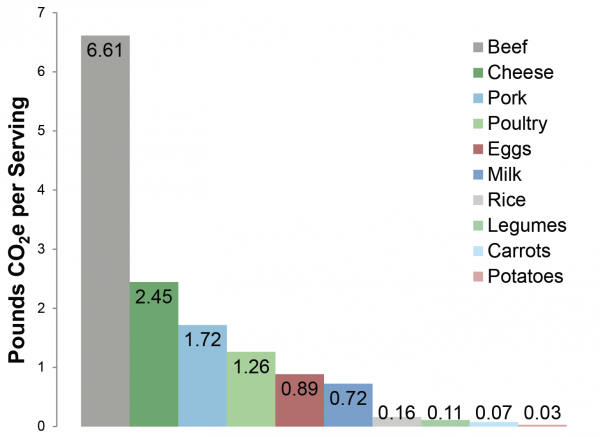 7
6
5
4
3
2
1
0
Pounds CO₂e per Serving
6.61
2.45
1.72
1.26
0.89
0.72
0.16
0.11
0.07
0.03
Beef
Cheese
Pork
Poultry
Eggs
Milk
Rice
Legumes
Carrots
Potatoes